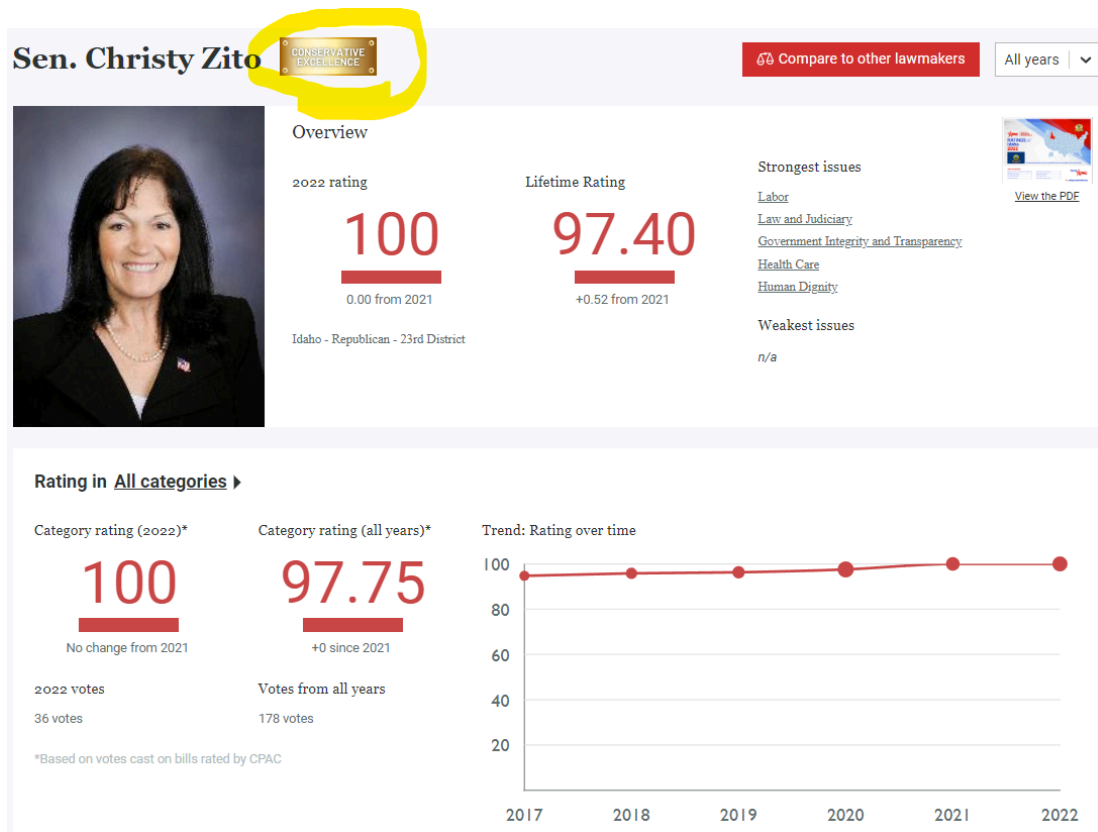 Sen. Christy Zito
CONSERVATIVE
EXCELLENCE
Compare to other lawmakers
All years
Overview
2022 rating
100
0.00 from 2021
Idaho - Republican - 23rd District
Lifetime Rating
97.40
+0.52 from 2021
Strongest issues
Labor
Law and Judiciary
Government Integrity and Transparency
Health Care
Human Dignity
Weakest issues
n/a
View the PDF
Rating in All categories
Category rating (2022)*
100
No change from 2021
2022 votes
36 votes
Category rating (all years)*
97.75
+0 since 2021
Votes from all years
178 votes
*Based on votes cast on bills rated by CPAC
Trend: Rating over time
100
80
60
40
20
2017 2018 2019 2020 2021 2022